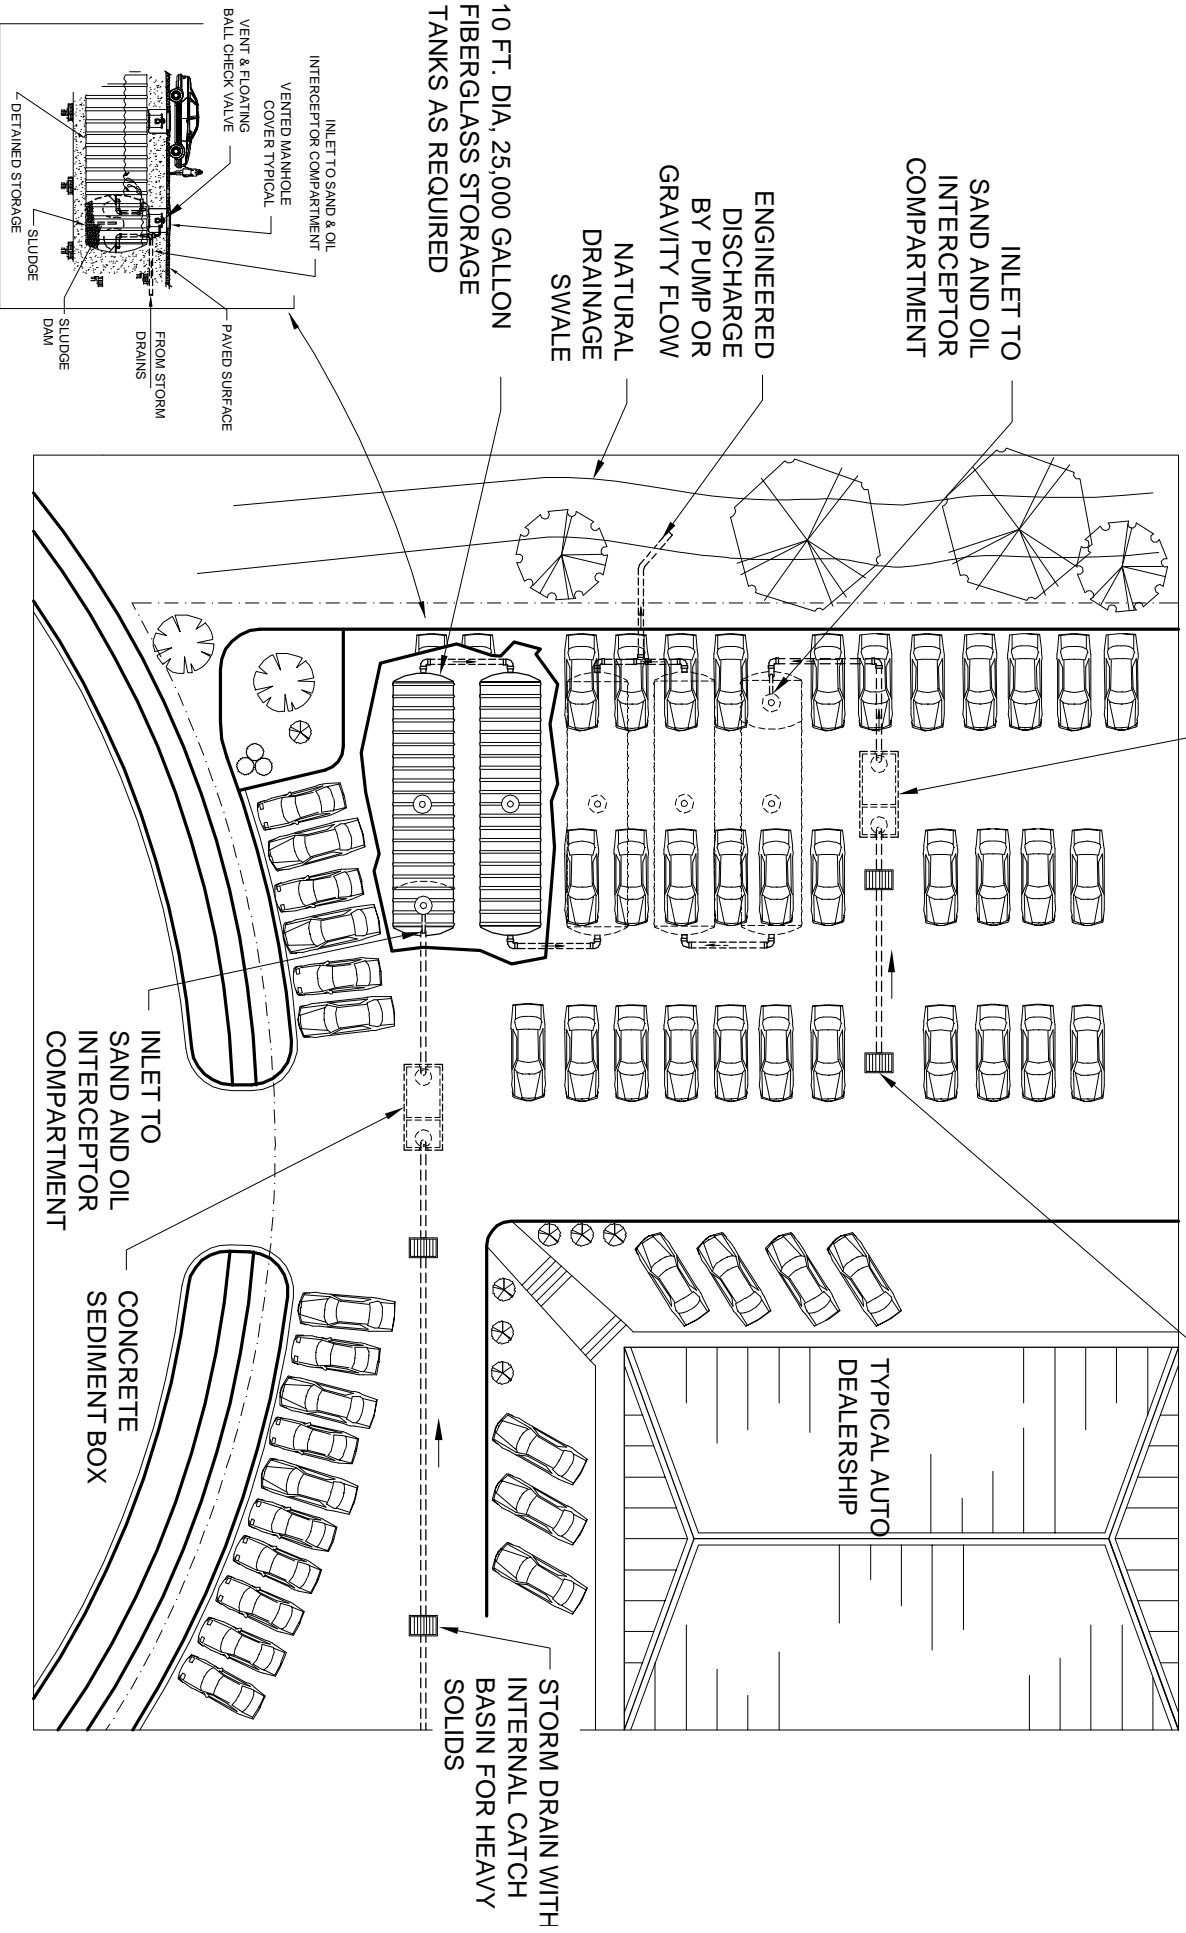 INLET TO
SAND AND OIL
INTERCEPTOR
COMPARTMENT
ENGINEERED
DISCHARGE
BY PUMP OR
GRAVITY FLOW
NATURAL
DRAINAGE
SWALE
10 FT. DIA, 25,000 GALLON
FIBERGLASS STORAGE
TANKS AS REQUIRED
INLET TO SAND & OIL
INTERCEPTOR COMPARTMENT
VENTED MANHOLE
COVER TYPICAL
VENT & FLOATING
BALL CHECK VALVE
PAVED SURFACE
FROM STORM
DRAINS
SLUDGE
DAM
SLUDGE
DETAINED STORAGE
TYPICAL AUTO
DEALERSHIP
STORM DRAIN WITH
INTERNAL CATCH
BASIN FOR HEAVY
SOLIDS
INLET TO
SAND AND OIL
INTERCEPTOR
COMPARTMENT
CONCRETE
SEDIMENT BOX